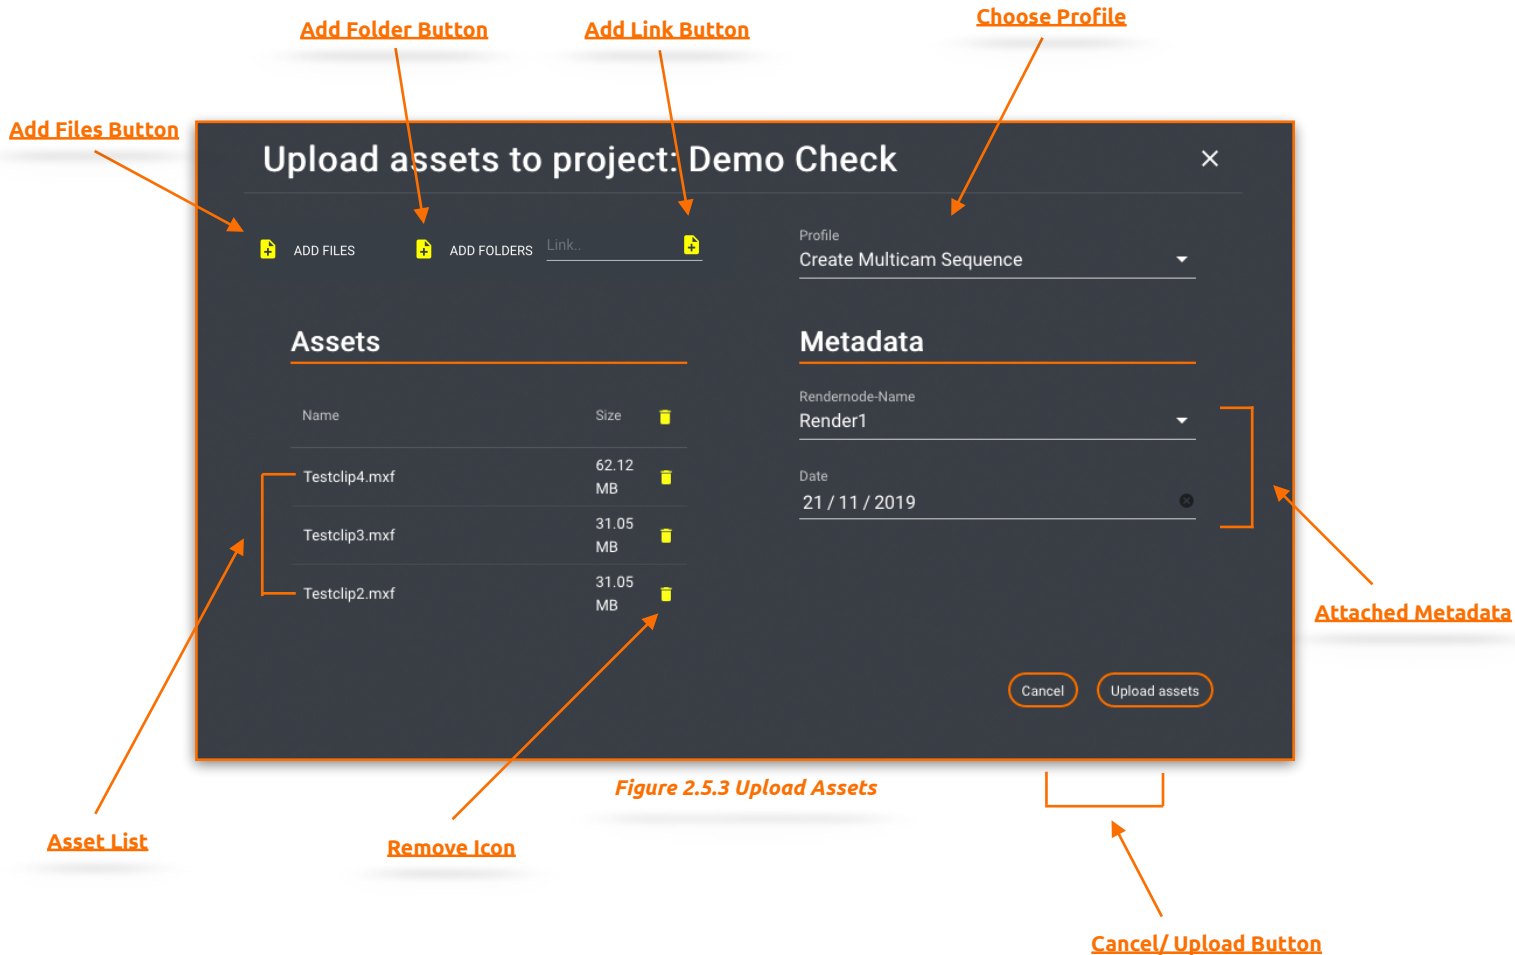 Choose Profile
Add Folder Button
Add Link Button
Add Files Button
Upload assets to project: Demo Check
ADD FILES
ADD FOLDERS
Link..
Profile
Create Multicam Sequence
Assets
Name
Size
Testclip4.mxf
62.12
MB
Testclip3.mxf
31.05
MB
Testclip2.mxf
31.05
MB
Metadata
Rendernode-Name
Render1
Date
21 / 11 / 2019
Attached Metadata
Cancel
Upload assets
Figure 2.5.3 Upload Assets
Asset List
Remove Icon
Cancel/ Upload Button